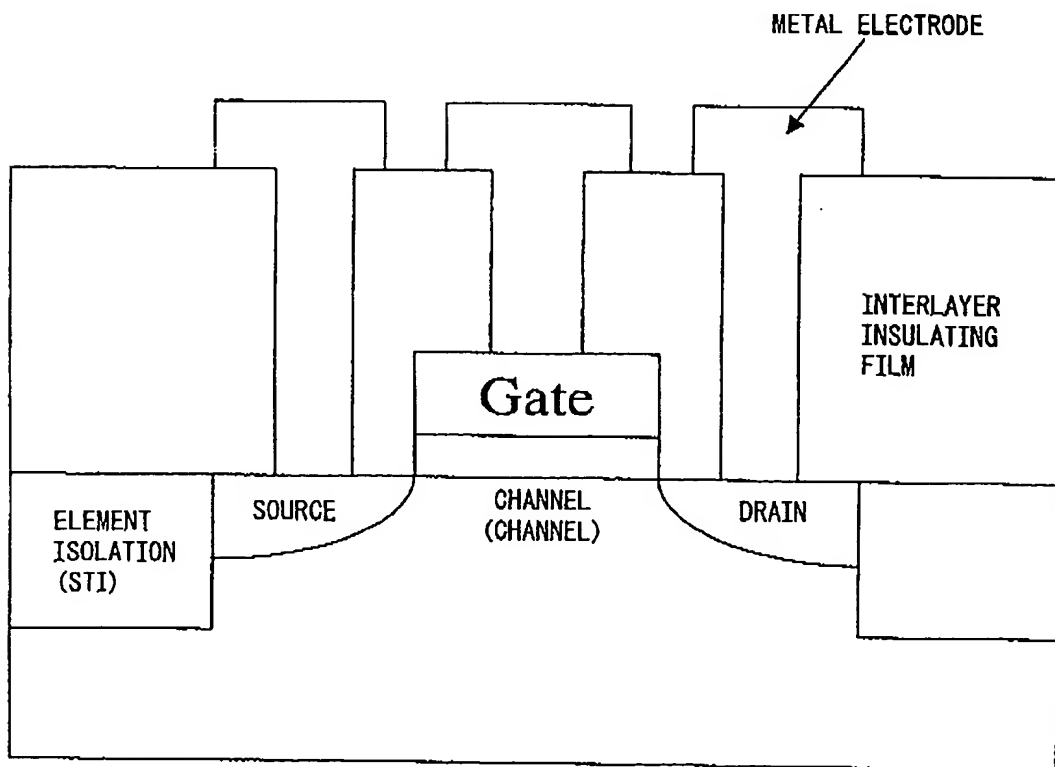 METAL ELECTRODE
INTERLAYER
INSULATING
FILM
Gate
ELEMENT
ISOLATION
(STI)
SOURCE
CHANNEL
(CHANNEL)
DRAIN